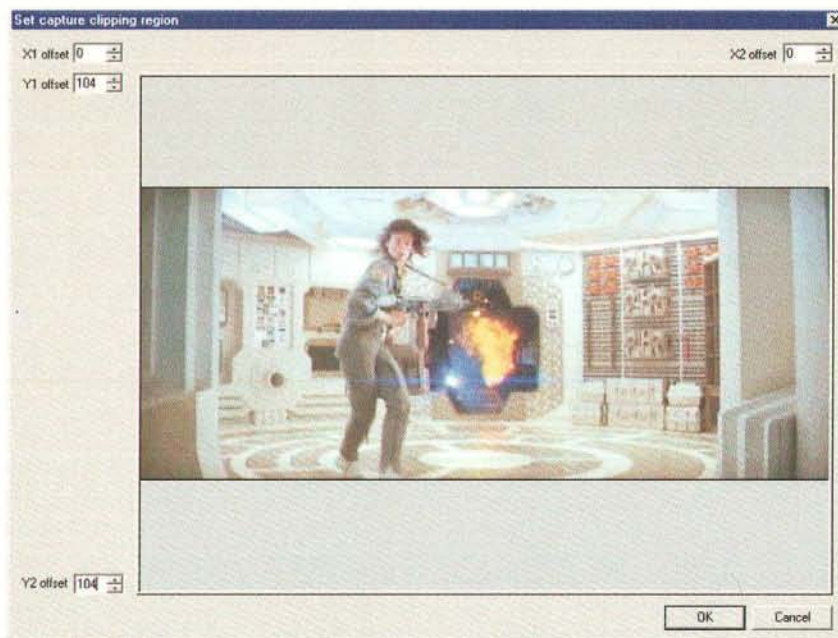 Set capture clipping region
X1 offset 0
X2 offset 0
Y1 offset 104
Y2 offset 104
OK
Cancel